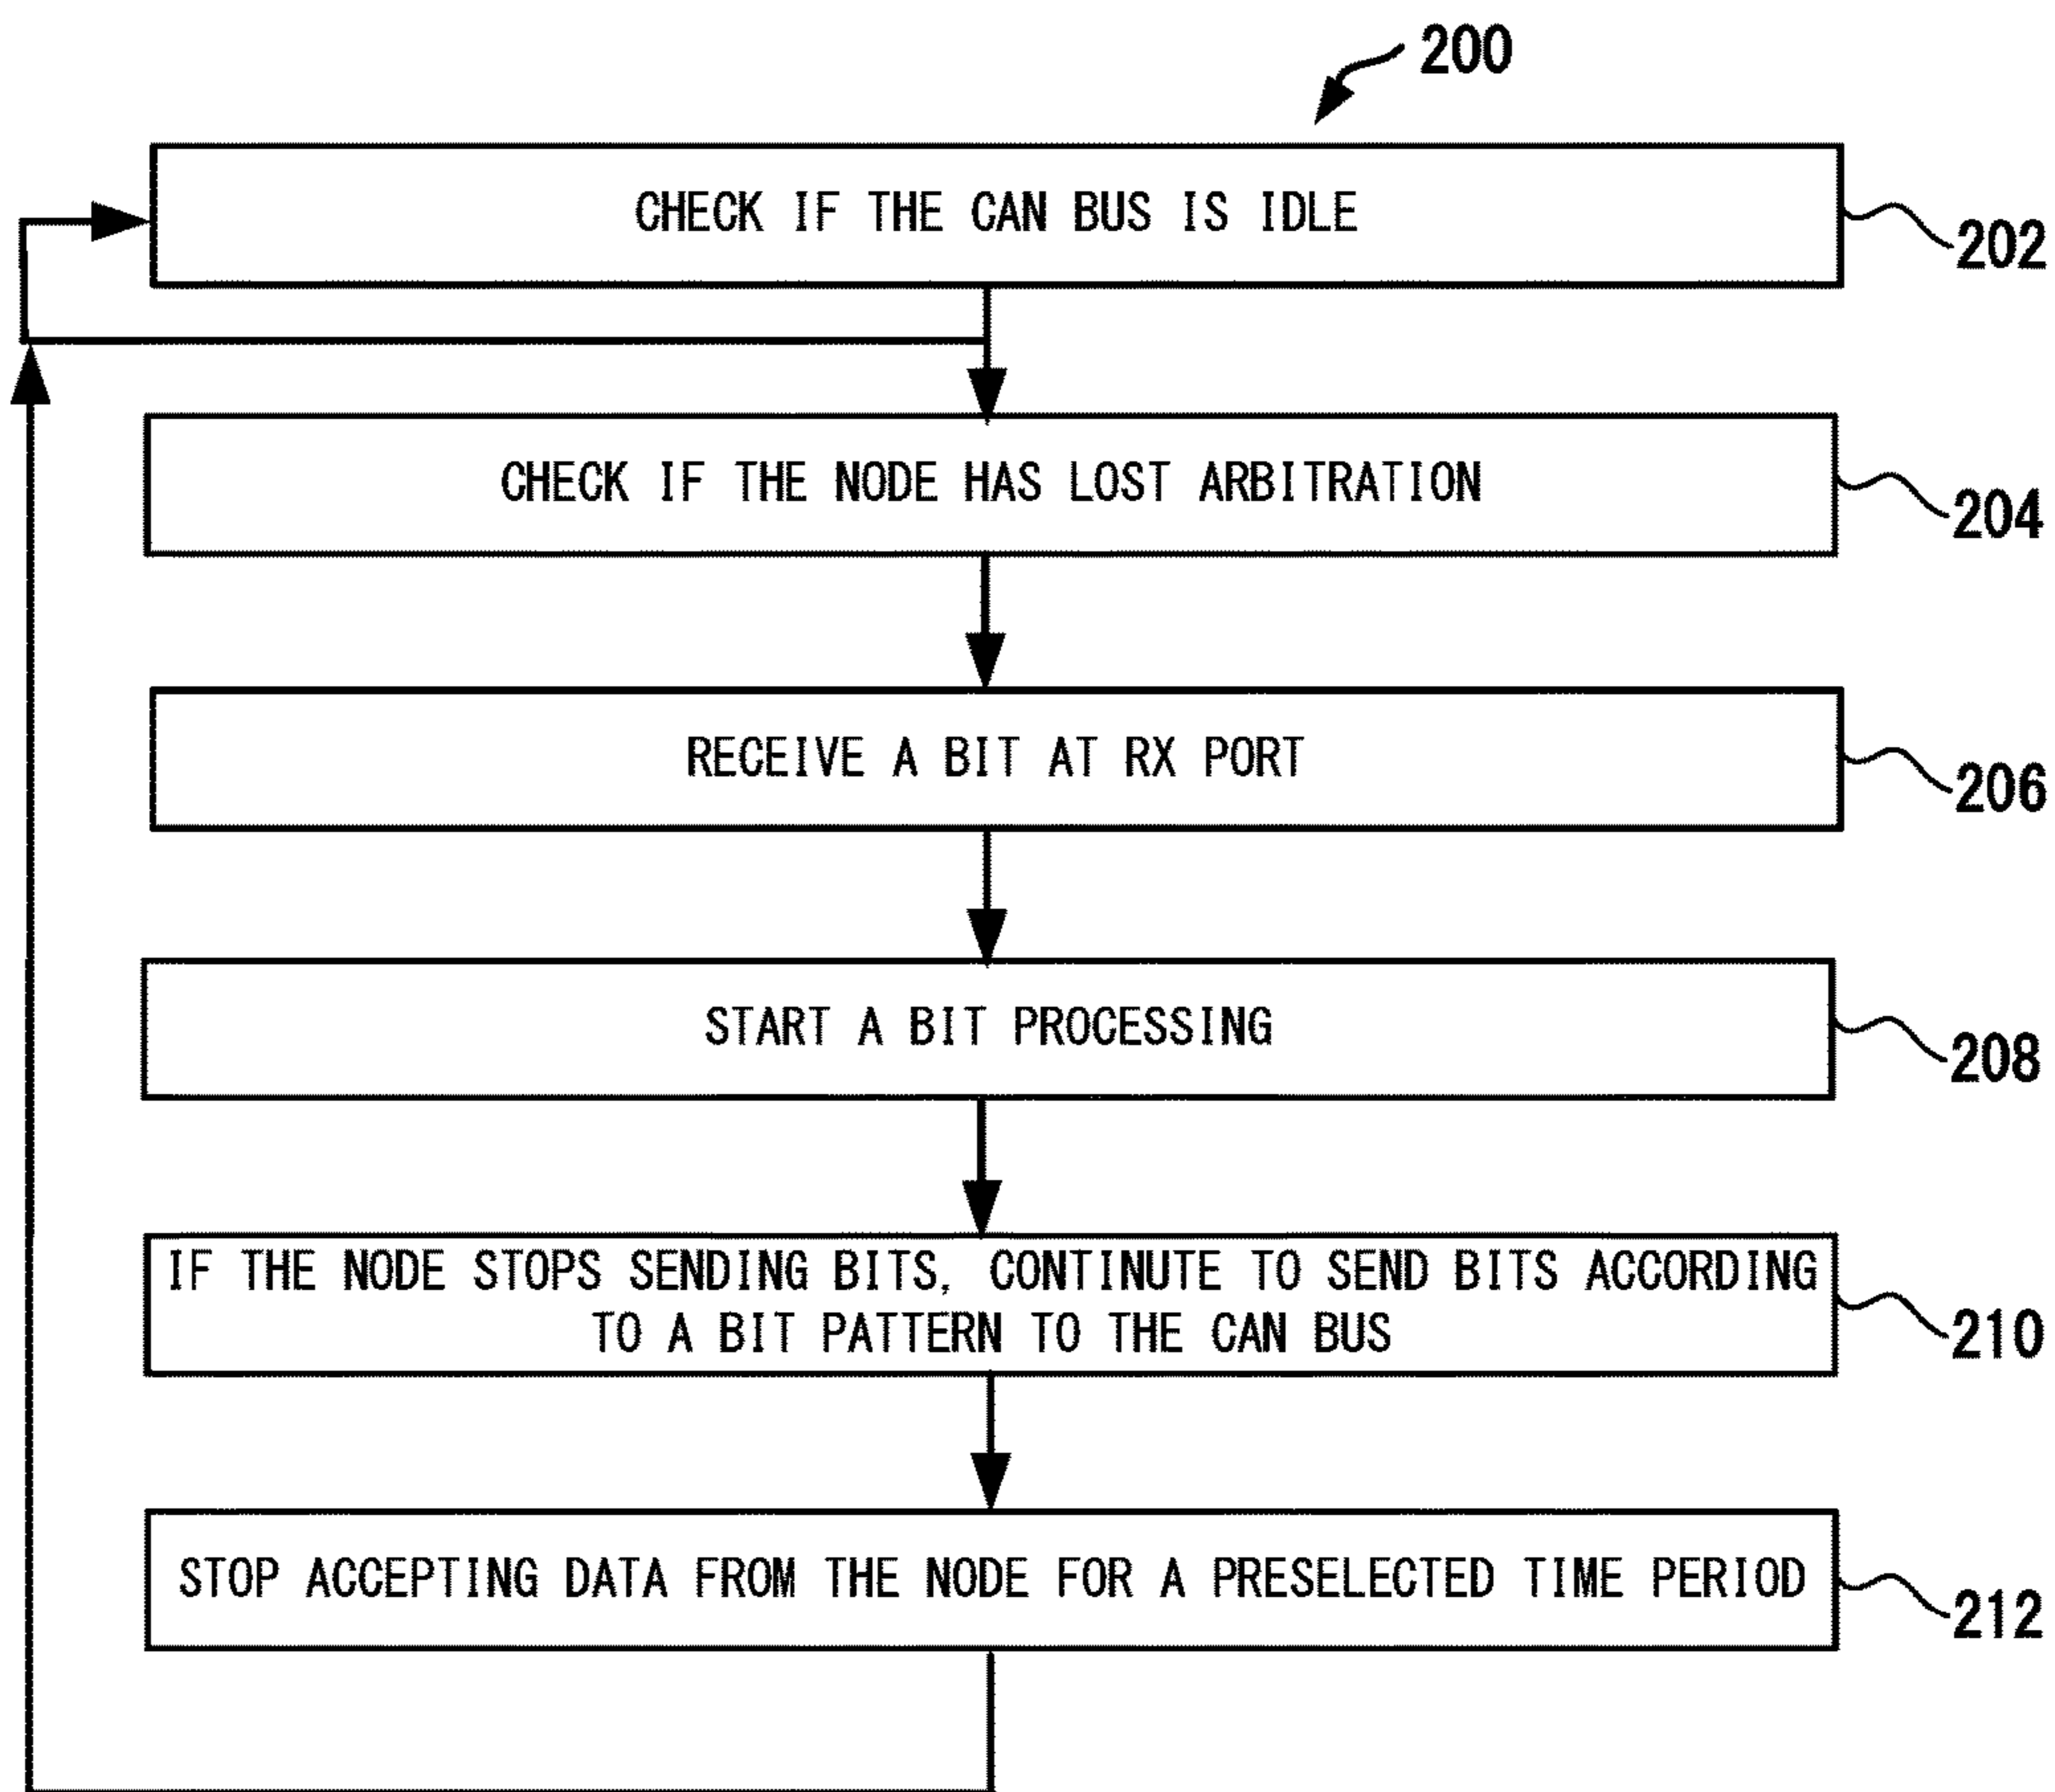 200
CHECK IF THE CAN BUS IS IDLE
202
CHECK IF THE NODE HAS LOST ARBITRATION
204
RECEIVE A BIT AT RX PORT
206
START A BIT PROCESSING
208
IF THE NODE STOPS SENDING BITS, CONTINUTE TO SEND BITS ACCORDING
TO A BIT PATTERN TO THE CAN BUS
210
STOP ACCEPTING DATA FROM THE NODE FOR A PRESELECTED TIME PERIOD
212